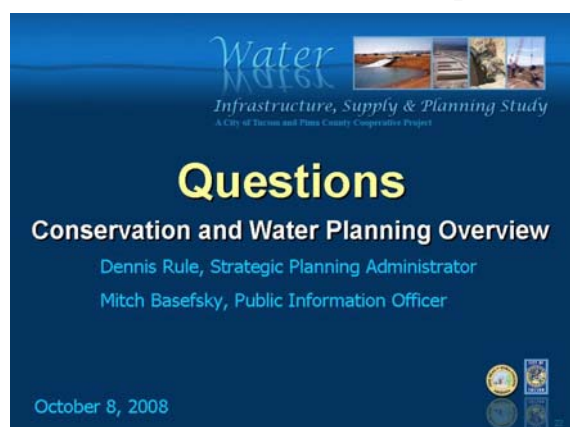 Water
Infrastructure, Supply & Planning Study
A City of Tucson and Pima County Cooperative Project
Questions
Conservation and Water Planning Overview
Dennis Rule, Strategic Planning Administrator
Mitch Basefsky, Public Information Officer
October 8, 2008